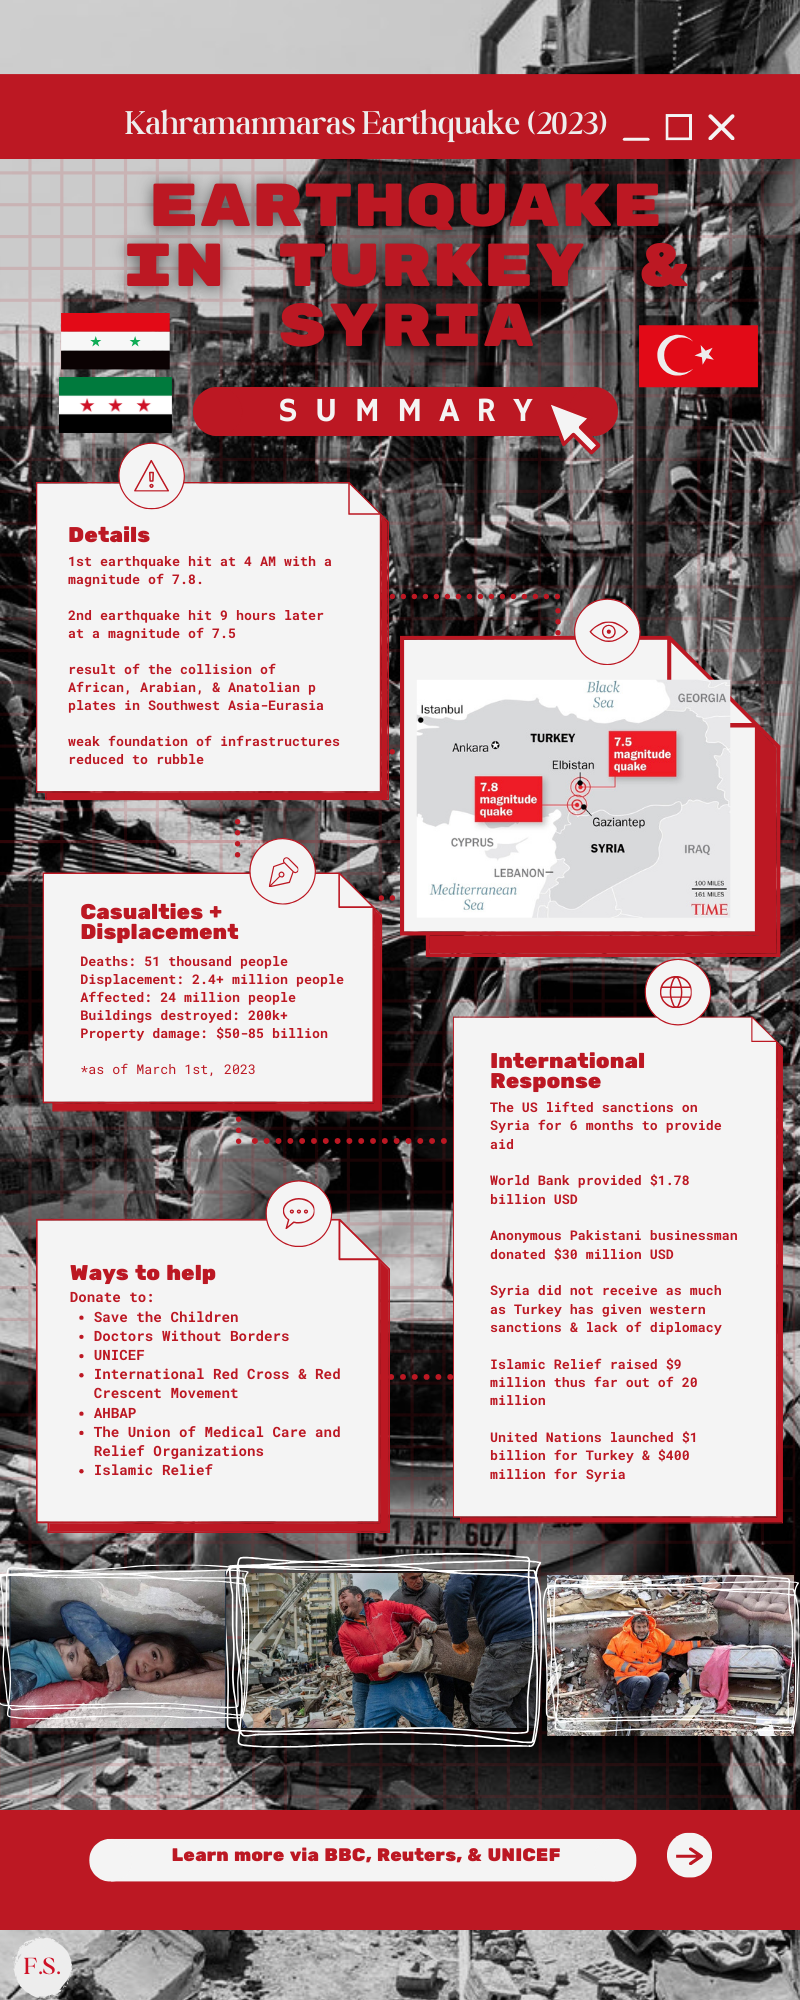 Kahramanmaras Earthquake (2023)
EARTHQUAKE
IN TURKEY &
SYRIA
SUMMARY
Details
1st earthquake hit at 4 AM with a
magnitude of 7.8.
2nd earthquake hit 9 hours later
at a magnitude of 7.5
result of the collision of
African, Arabian, & Anatolian p
plates in Southwest Asia-Eurasia
weak foundation of infrastructures
reduced to rubble
Black
Sea
GEORGIA
Istanbul
Ankara
TURKEY
7.5
magnitude
quake
Elbistan
7.8
magnitude
quake
Gaziantep
CYPRUS
SYRIA
IRAQ
LEBANON
Mediterranean
Sea
100 MILES
161 MILES
TIME
Casualties +
Displacement
Deaths: 51 thousand people
Displacement: 2.4+ million people
Affected: 24 million people
Buildings destroyed: 200k+
Property damage: $50-85 billion
*as of March 1st, 2023
International
Response
The US lifted sanctions on
Syria for 6 months to provide
aid
World Bank provided $1.78
billion USD
Anonymous Pakistani businessman
donated $30 million USD
Syria did not receive as much
as Turkey has given western
sanctions & lack of diplomacy
Islamic Relief raised $9
million thus far out of 20
million
United Nations launched $1
billion for Turkey & $400
million for Syria
Ways to help
Donate to:
• Save the Children
• Doctors Without Borders
• UNICEF
• International Red Cross & Red
Crescent Movement
• AHBAP
• The Union of Medical Care and
Relief Organizations
• Islamic Relief
AFT 607
Learn more via BBC, Reuters, & UNICEF
F.S.